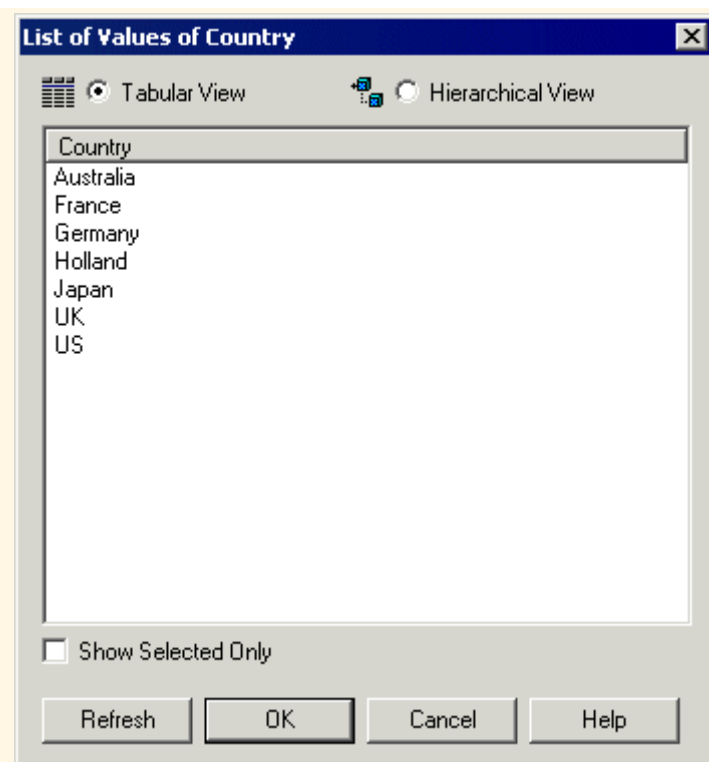 List of Values of Country
Tabular View Hierarchical View
Country
Australia
France
Germany
Holland
Japan
UK
US
Show Selected Only
Refresh OK Cancel Help